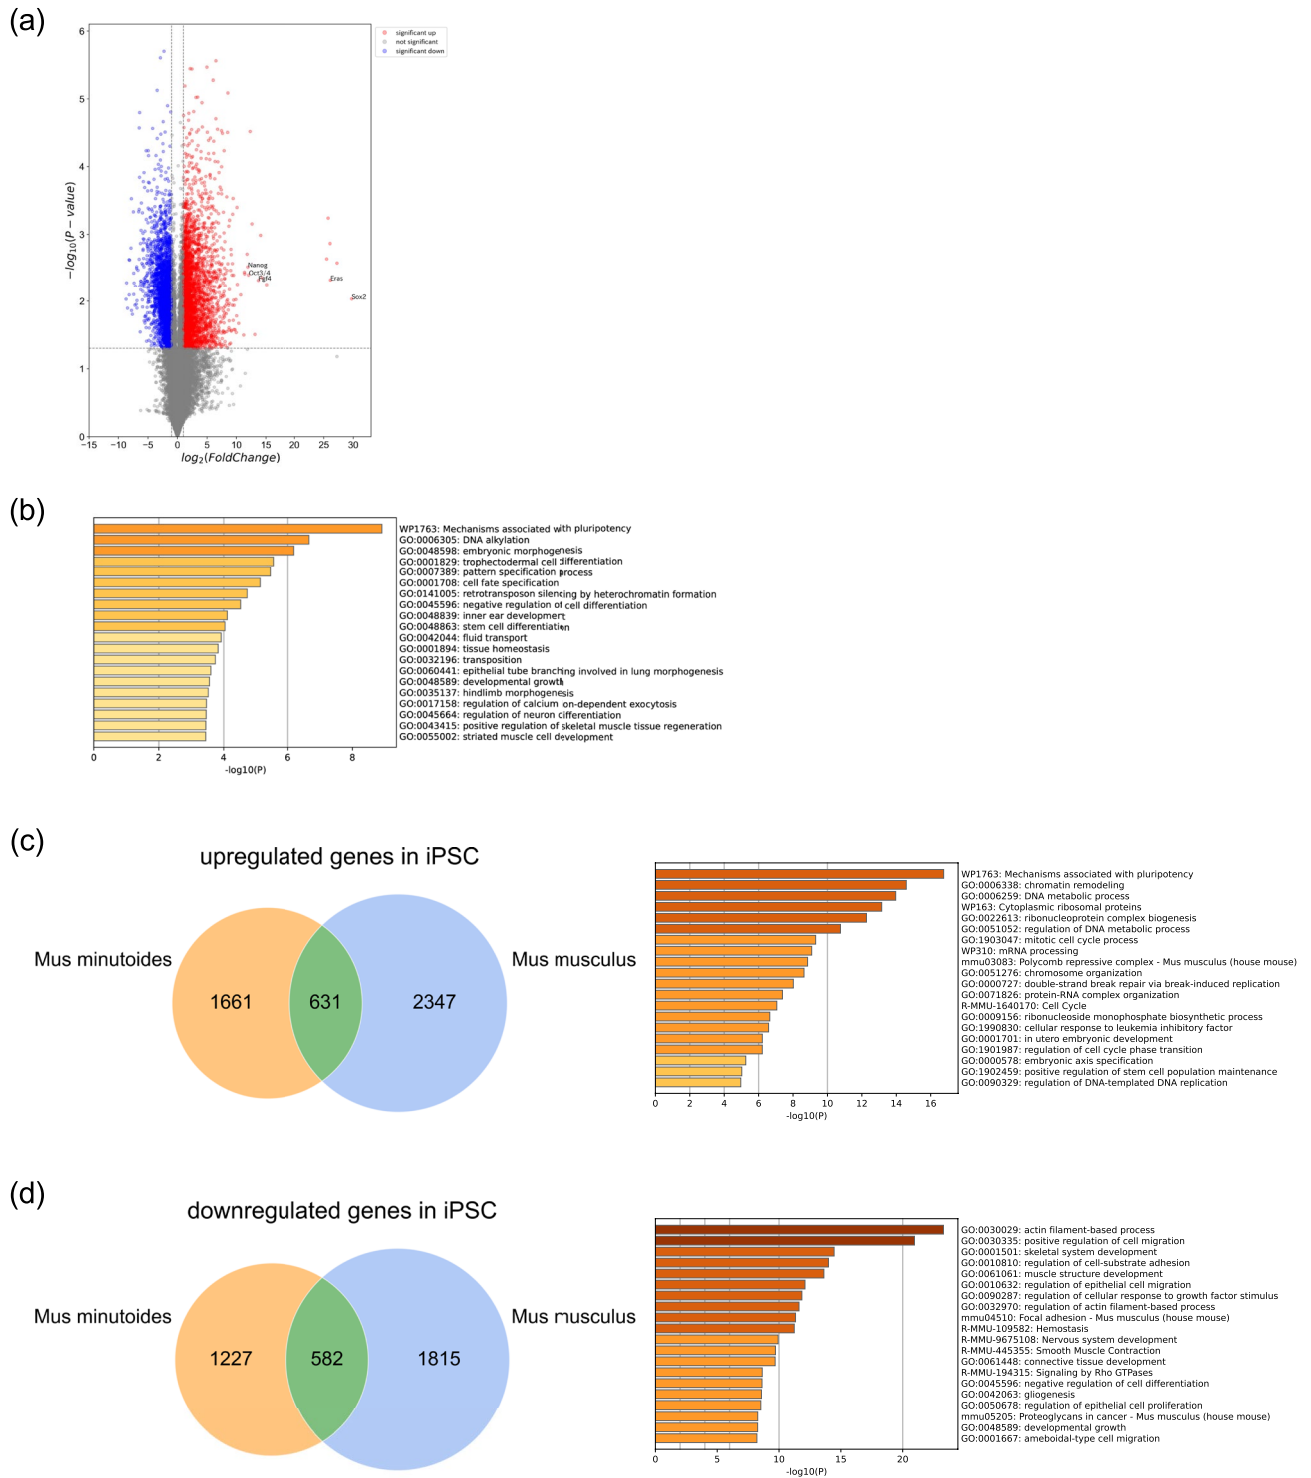 (a)
6
5
4
3
2
1
0
−15 −10 −5 0 5 10 15 20 25 30
−log10(P − value)
log2(FoldChange)
significant up
not significant
significant down
Nanog
Oct3/4
Fgf4
Eras
Sox2
(b)
WP1763: Mechanisms associated with pluripotency
GO:0006305: DNA alkylation
GO:0048598: embryonic morphogenesis
GO:0001829: trophectodermal cell differentiation
GO:0007389: pattern specification process
GO:0001708: cell fate specification
GO:0141005: retrotransposon silencing by heterochromatin formation
GO:0045596: negative regulation of cell differentiation
GO:0048839: inner ear development
GO:0048863: stem cell differentiation
GO:0042044: fluid transport
GO:0001894: tissue homeostasis
GO:0032196: transposition
GO:0060441: epithelial tube branching involved in lung morphogenesis
GO:0048589: developmental growth
GO:0035137: hindlimb morphogenesis
GO:0017158: regulation of calcium ion-dependent exocytosis
GO:0045664: regulation of neuron differentiation
GO:0043415: positive regulation of skeletal muscle tissue regeneration
GO:0055002: striated muscle cell development
0 2 4 6 8
-log10(P)
(c)
upregulated genes in iPSC
Mus minutoides
Mus musculus
1661 631 2347
WP1763: Mechanisms associated with pluripotency
GO:0006338: chromatin remodeling
GO:0006259: DNA metabolic process
WP163: Cytoplasmic ribosomal proteins
GO:0022613: ribonucleoprotein complex biogenesis
GO:0051052: regulation of DNA metabolic process
GO:1903047: mitotic cell cycle process
WP310: mRNA processing
mmu03083: Polycomb repressive complex - Mus musculus (house mouse)
GO:0051276: chromosome organization
GO:0000727: double-strand break repair via break-induced replication
GO:0071826: protein-RNA complex organization
R-MMU-1640170: Cell Cycle
GO:0009156: ribonucleoside monophosphate biosynthetic process
GO:1990830: cellular response to leukemia inhibitory factor
GO:0001701: in utero embryonic development
GO:1901987: regulation of cell cycle phase transition
GO:0000578: embryonic axis specification
GO:1902459: positive regulation of stem cell population maintenance
GO:0090329: regulation of DNA-templated DNA replication
0 2 4 6 8 10 12 14 16
-log10(P)
(d)
downregulated genes in iPSC
Mus minutoides
Mus musculus
1227 582 1815
GO:0030029: actin filament-based process
GO:0030335: positive regulation of cell migration
GO:0001501: skeletal system development
GO:0010810: regulation of cell-substrate adhesion
GO:0061061: muscle structure development
GO:0010632: regulation of epithelial cell migration
GO:0090287: regulation of cellular response to growth factor stimulus
GO:0032970: regulation of actin filament-based process
mmu04510: Focal adhesion - Mus musculus (house mouse)
R-MMU-109582: Hemostasis
R-MMU-9675108: Nervous system development
R-MMU-445355: Smooth Muscle Contraction
GO:0061448: connective tissue development
R-MMU-194315: Signaling by Rho GTPases
GO:0045596: negative regulation of cell differentiation
GO:0042063: gliogenesis
GO:0050678: regulation of epithelial cell proliferation
mmu05205: Proteoglycans in cancer - Mus musculus (house mouse)
GO:0048589: developmental growth
GO:0001667: ameboidal-type cell migration
0 5 10 15 20
-log10(P)